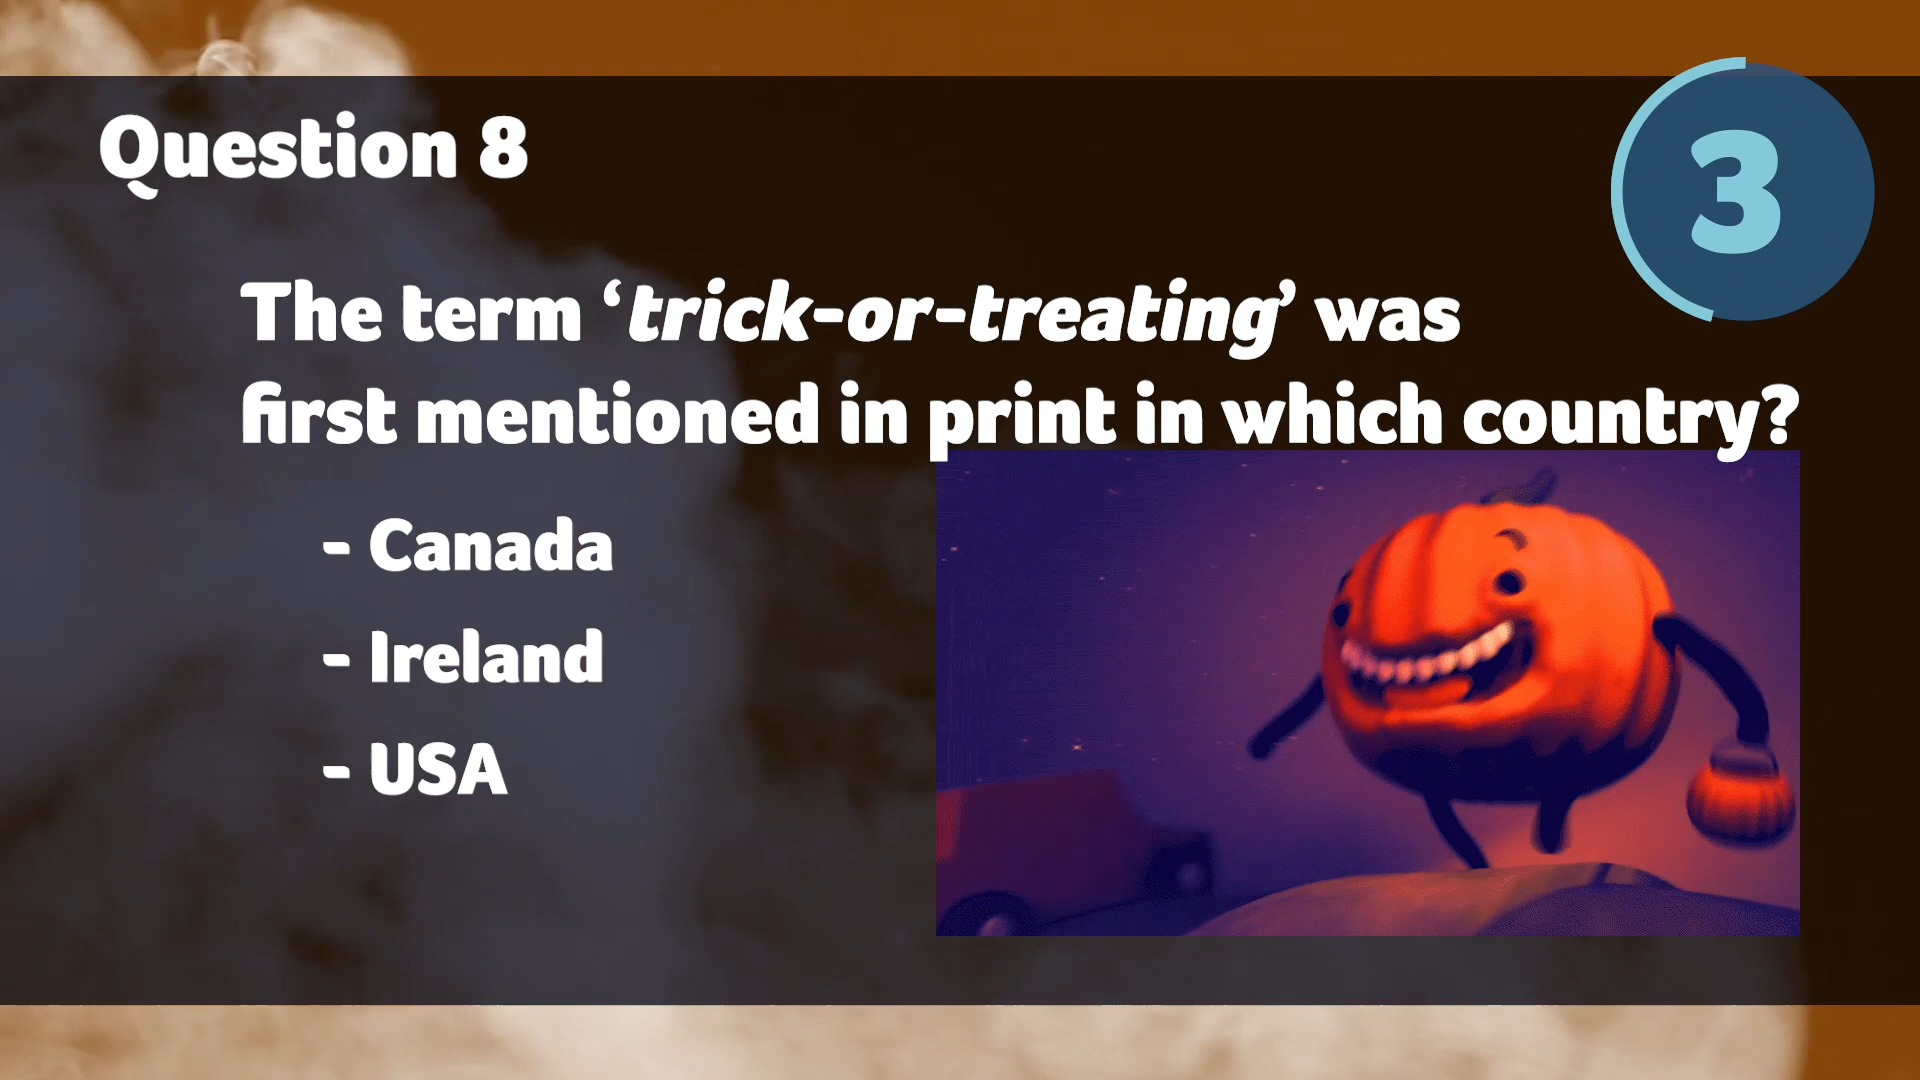 Question 8
3
The term ‘trick-or-treating’ was
first mentioned in print in which country?
- Canada
- Ireland
- USA